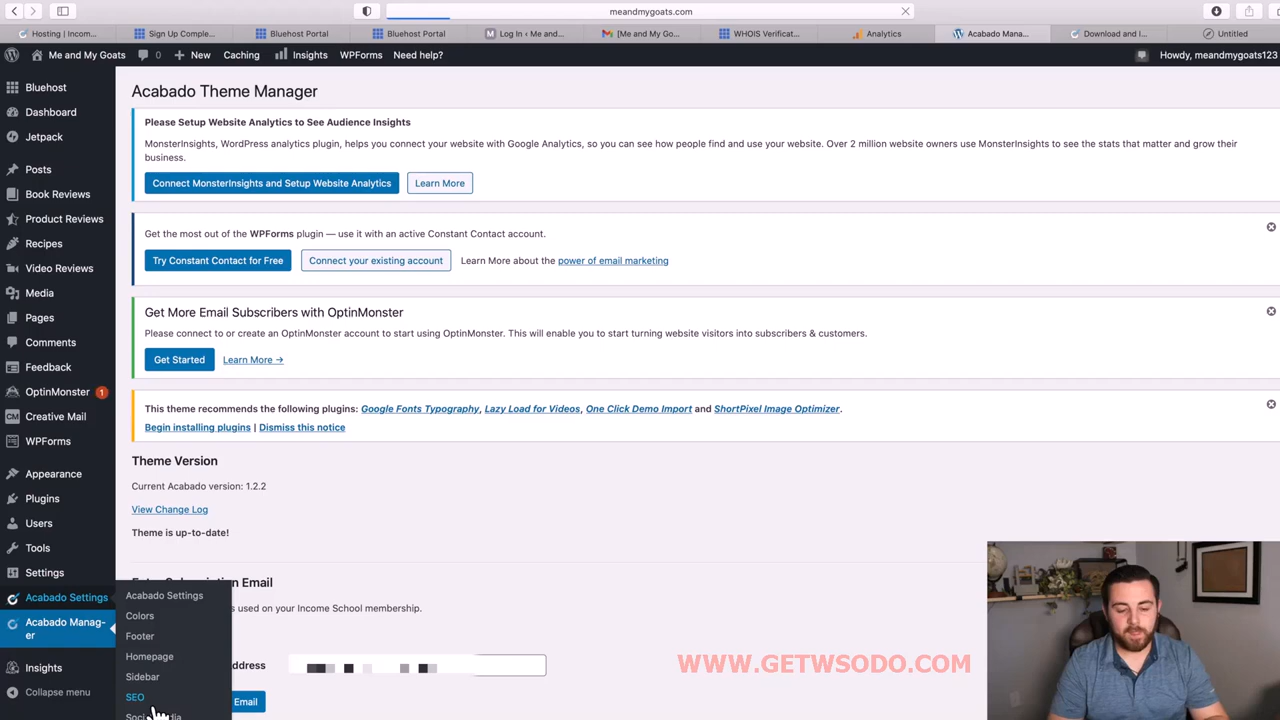 meandmygoats.com
Hosting | Incom...
Sign Up Comple...
Bluehost Portal
Bluehost Portal
Log In ‹ Me and...
[Me and My Go...
WHOIS Verificat...
Analytics
Acabado Mana...
Download and I...
Untitled
Me and My Goats
0
New
Caching
Insights
WPForms
Need help?
Howdy, meandmygoats123
Bluehost
Dashboard
Jetpack
Posts
Book Reviews
Product Reviews
Recipes
Video Reviews
Media
Pages
Comments
Feedback
OptinMonster 1
CM Creative Mail
WPForms
Appearance
Plugins
Users
Tools
Settings
Acabado Settings
Acabado Manag-
er
Insights
Collapse menu
Acabado Settings
Colors
Footer
Homepage
Sidebar
SEO
Acabado Theme Manager
Please Setup Website Analytics to See Audience Insights
MonsterInsights, WordPress analytics plugin, helps you connect your website with Google Analytics, so you can see how people find and use your website. Over 2 million website owners use MonsterInsights to see the stats that matter and grow their
business.
Connect MonsterInsights and Setup Website Analytics
Learn More
Get the most out of the WPForms plugin — use it with an active Constant Contact account.
Try Constant Contact for Free
Connect your existing account
Learn More about the power of email marketing
Get More Email Subscribers with OptinMonster
Please connect to or create an OptinMonster account to start using OptinMonster. This will enable you to start turning website visitors into subscribers & customers.
Get Started
Learn More →
This theme recommends the following plugins: Google Fonts Typography, Lazy Load for Videos, One Click Demo Import and ShortPixel Image Optimizer.
Begin installing plugins | Dismiss this notice
Theme Version
Current Acabado version: 1.2.2
View Change Log
Theme is up-to-date!
Email
used on your Income School membership.
Email
WWW.GETWSODO.COM